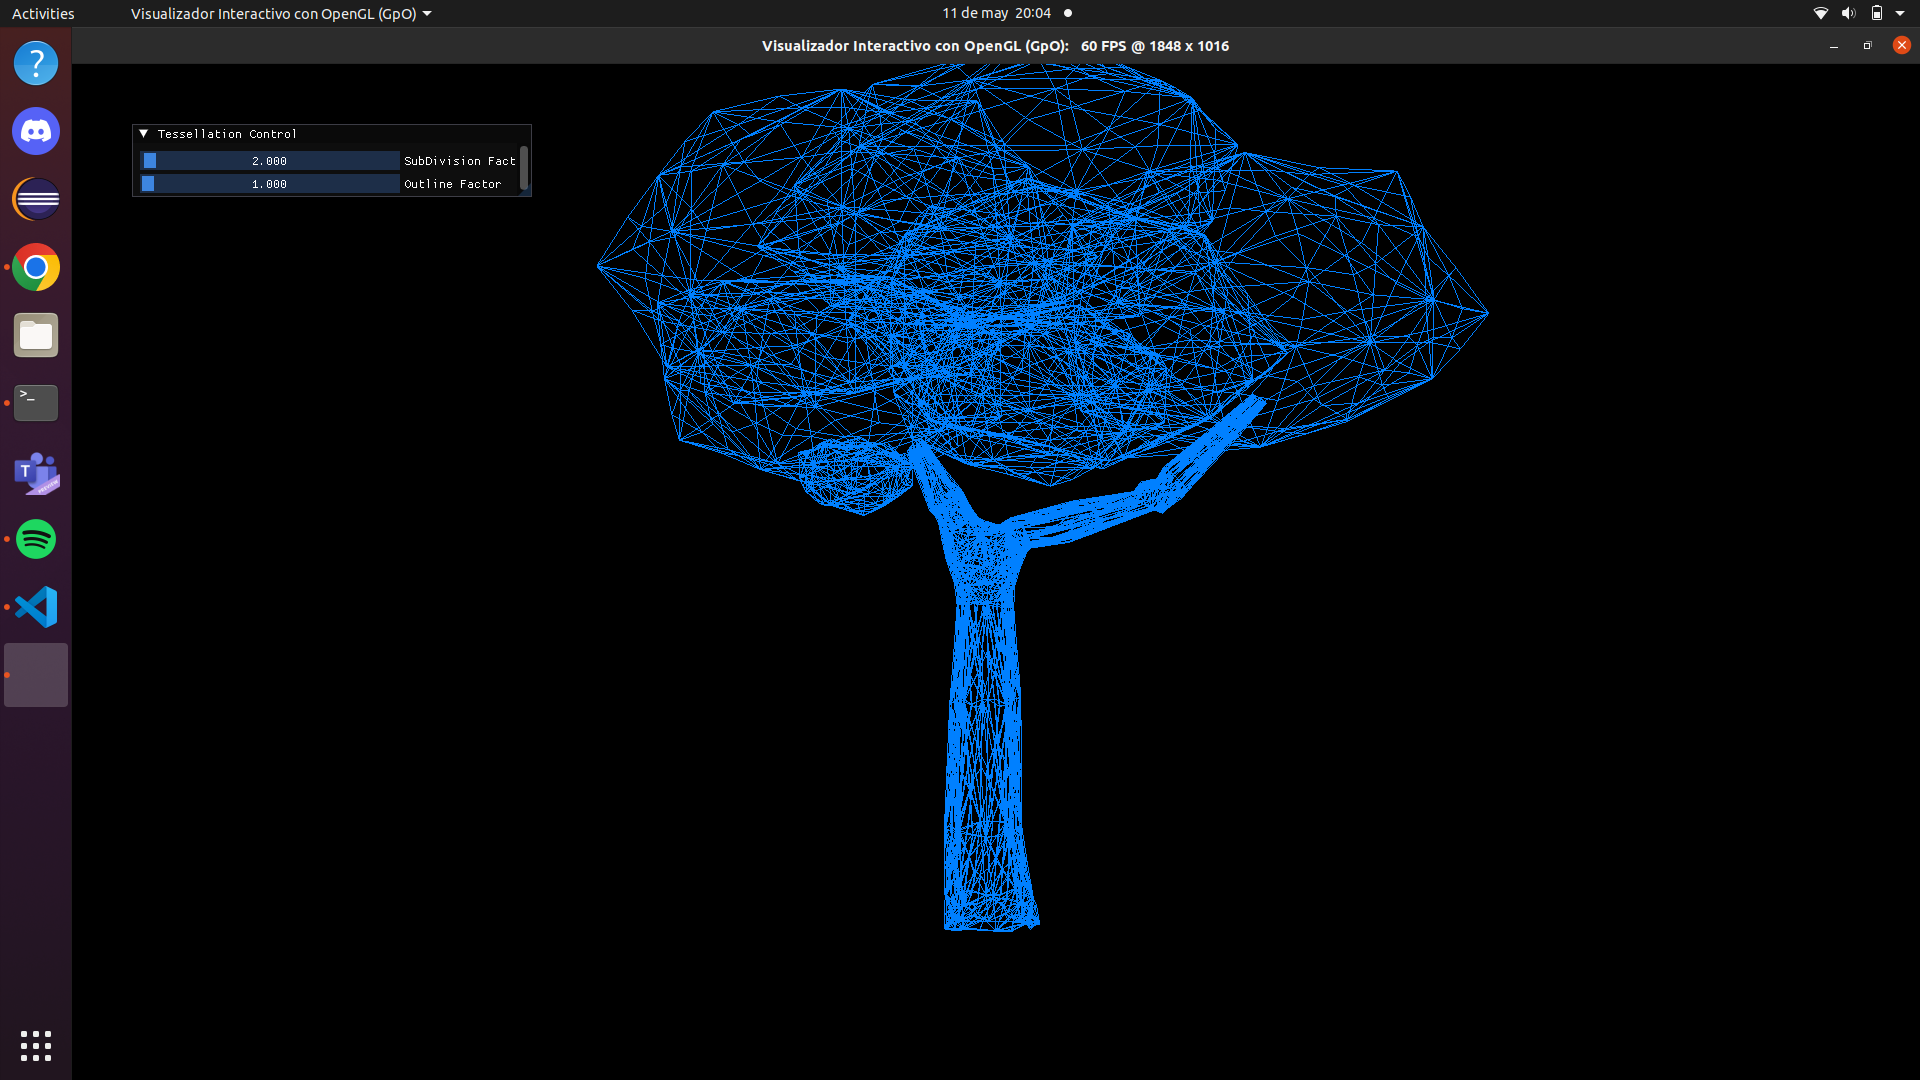 Activities
Visualizador Interactivo con OpenGL (GpO)
11 de may 20:04
Visualizador Interactivo con OpenGL (GpO): 60 FPS @ 1848 x 1016
Tessellation Control
2.000 SubDivision Fact
1.000 Outline Factor
?
>_
T
PREVIEW